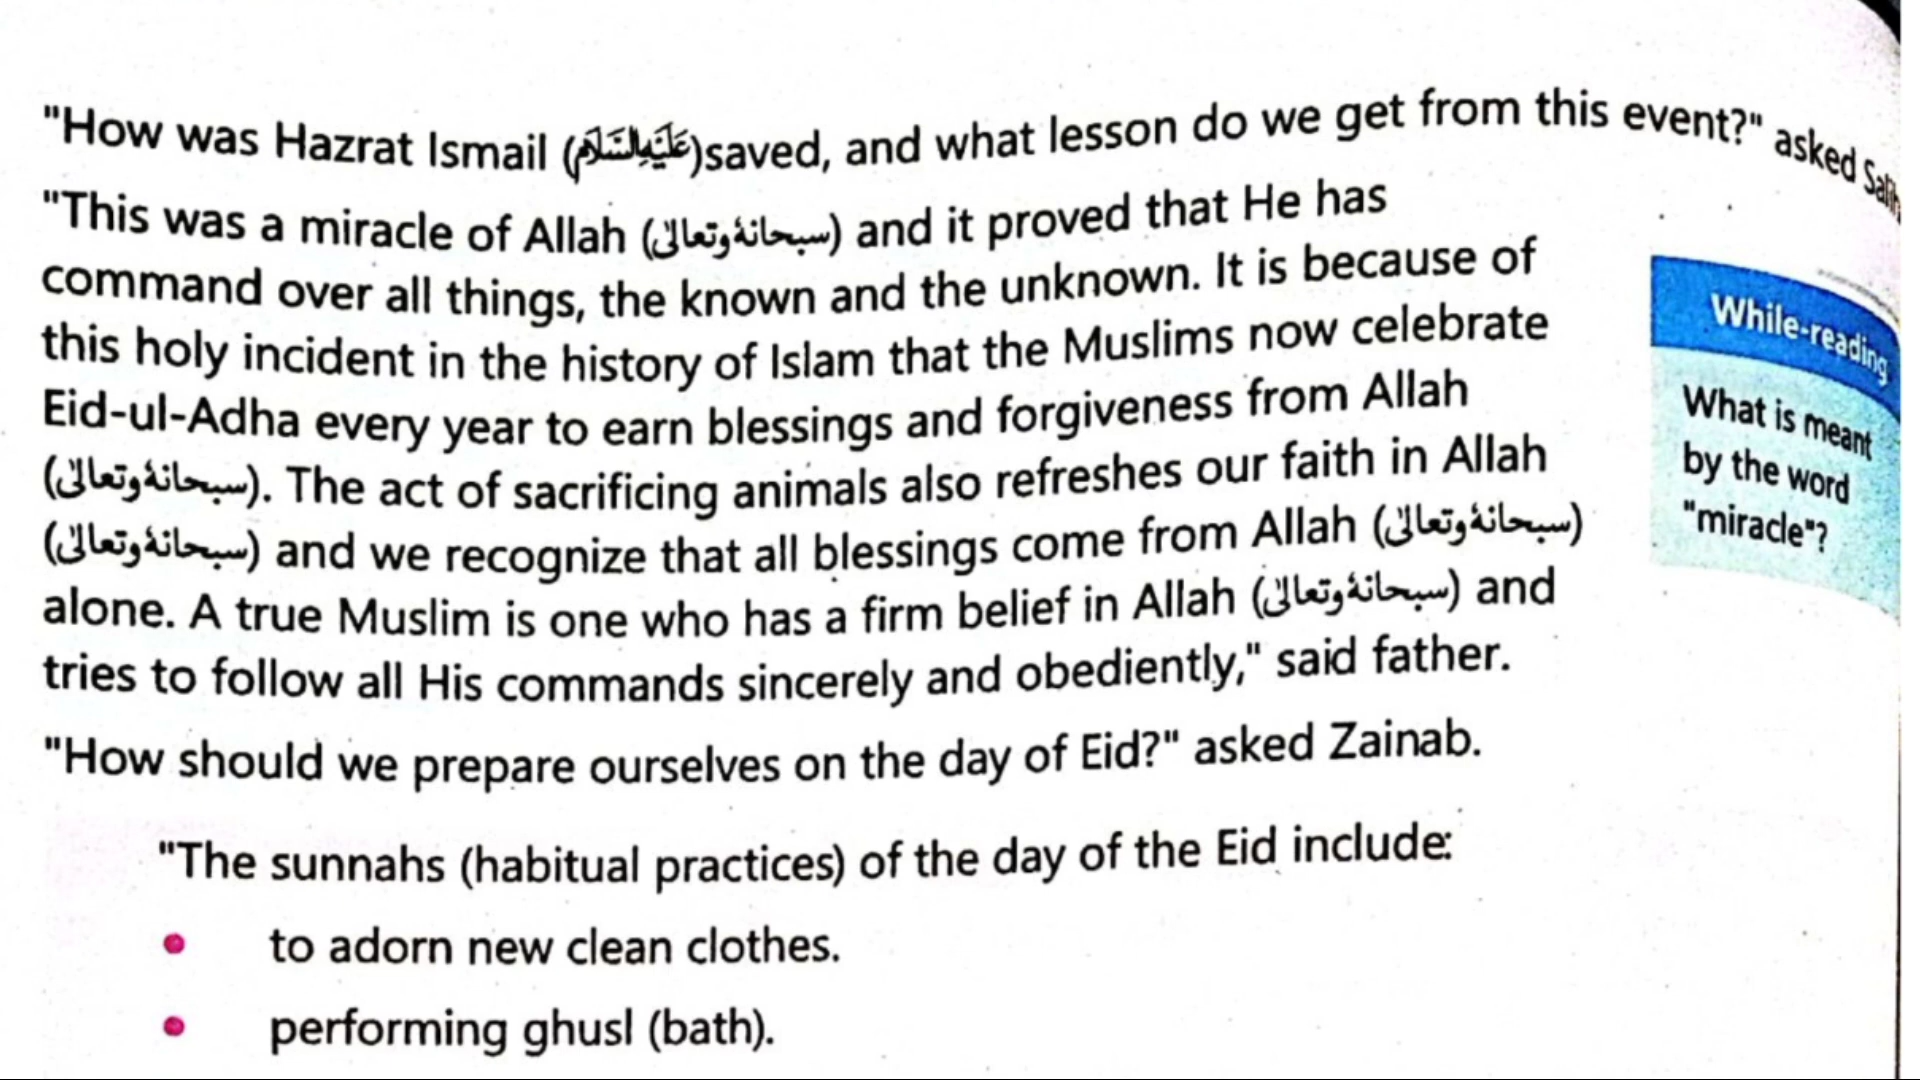 "How was Hazrat Ismail (عَلَيْهِ السَّلَام)saved, and what lesson do we get from this event?" asked
"This was a miracle of Allah (سبحانهٗ وتعالیٰ) and it proved that He has
command over all things, the known and the unknown. It is because of
this holy incident in the history of Islam that the Muslims now celebrate
Eid-ul-Adha every year to earn blessings and forgiveness from Allah
(سبحانهٗ وتعالیٰ). The act of sacrificing animals also refreshes our faith in Allah
(سبحانهٗ وتعالیٰ) and we recognize that all blessings come from Allah (سبحانهٗ وتعالیٰ)
alone. A true Muslim is one who has a firm belief in Allah (سبحانهٗ وتعالیٰ) and
tries to follow all His commands sincerely and obediently," said father.
"How should we prepare ourselves on the day of Eid?" asked Zainab.
"The sunnahs (habitual practices) of the day of the Eid include:
• to adorn new clean clothes.
• performing ghusl (bath).
While-reading
What is meant
by the word
"miracle"?